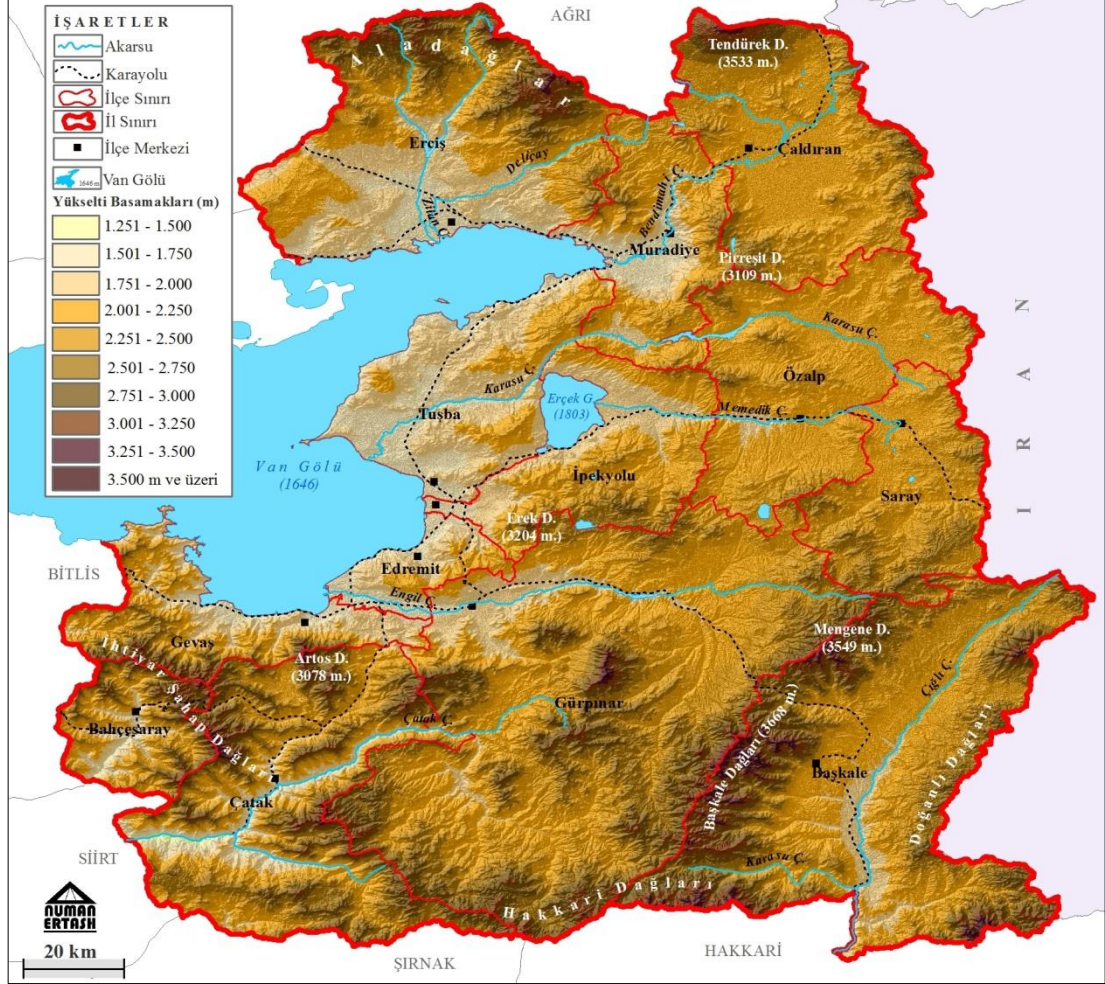 İŞARETLER
Akarsu
Karayolu
İlçe Sınırı
İl Sınırı
İlçe Merkezi
1646 m
Van Gölü
Yükselti Basamakları (m)
1.251 - 1.500
1.501 - 1.750
1.751 - 2.000
2.001 - 2.250
2.251 - 2.500
2.501 - 2.750
2.751 - 3.000
3.001 - 3.250
3.251 - 3.500
3.500 m ve üzeri
AĞRI
Aladağlar
Tendürek D.
(3533 m.)
Erciş
Deliçay
Çaldıran
Zilan Ç.
Bendimahi Ç.
Muradiye
Pirreşit D.
(3109 m.)
IRAN
Karasu Ç.
Karasu Ç.
Özalp
Erçek G.
(1803)
Memedik Ç.
Tuşba
Van Gölü
(1646)
İpekyolu
Saray
Erek D.
(3204 m.)
BİTLİS
Edremit
Engil Ç.
Gevaş
Artos D.
(3078 m.)
Mengene D.
(3549 m.)
İhtiyar Şahap Dağları
Çığlı Ç.
Gürpınar
Çatak Ç.
Bahçesaray
Başkale Dağları (3668 m.)
Başkale
Doğanlı Dağları
Çatak
SİİRT
Karasu Ç.
Hakkari Dağları
NUMAN
ERTASH
20 km
ŞIRNAK
HAKKARİ